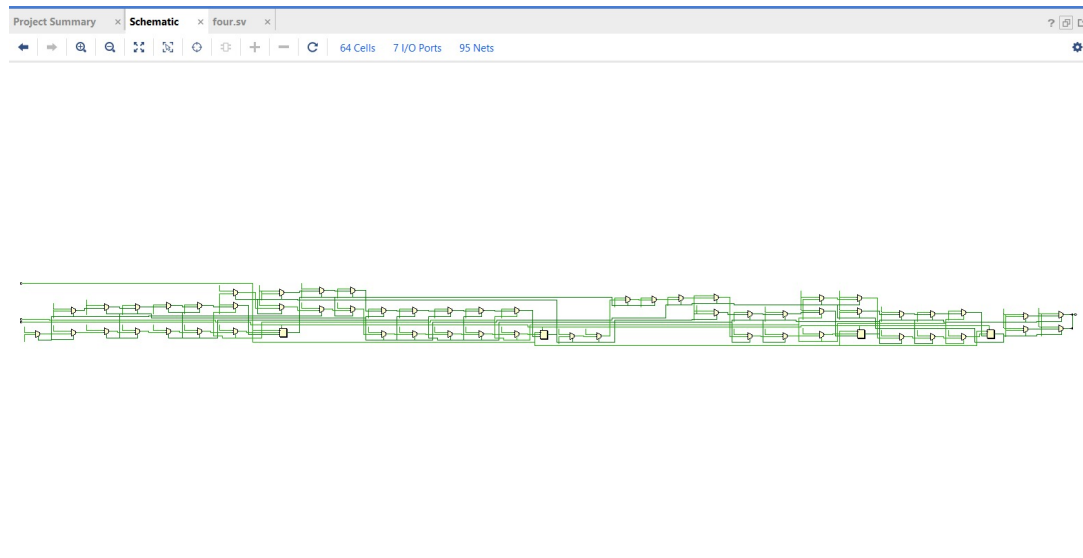 Project Summary × Schematic × four.sv × ?
64 Cells 7 I/O Ports 95 Nets